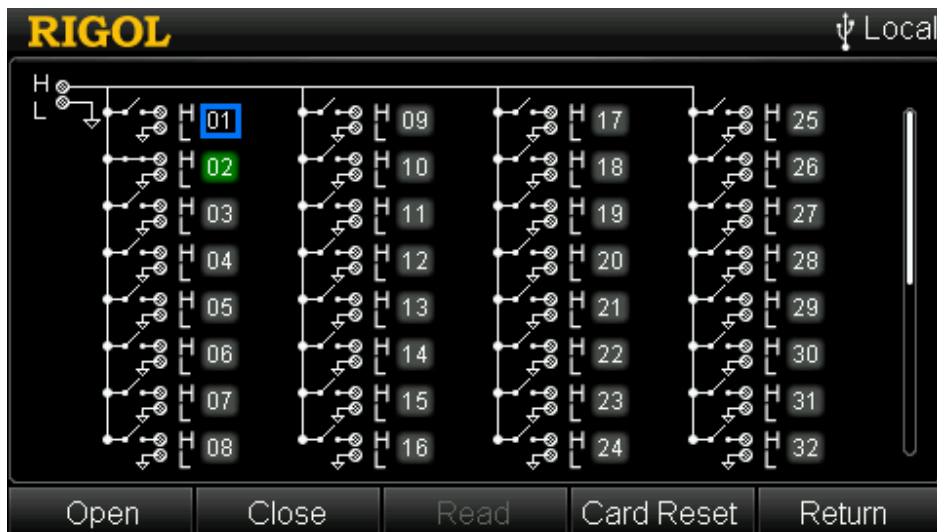 RIGOL Local
H
L
H 01 H 09 H 17 H 25
L L L L
H 02 H 10 H 18 H 26
L L L L
H 03 H 11 H 19 H 27
L L L L
H 04 H 12 H 20 H 28
L L L L
H 05 H 13 H 21 H 29
L L L L
H 06 H 14 H 22 H 30
L L L L
H 07 H 15 H 23 H 31
L L L L
H 08 H 16 H 24 H 32
L L L L
Open Close Read Card Reset Return